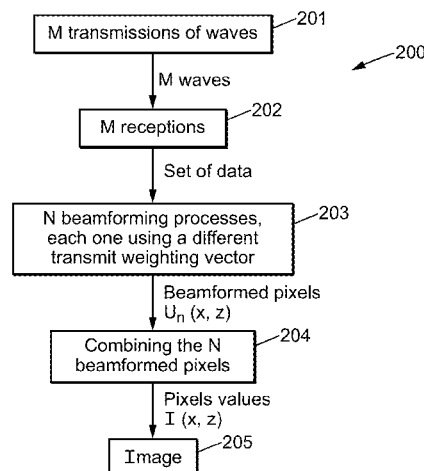 M transmissions of waves
201
200
M waves
M receptions
202
Set of data
N beamforming processes,
each one using a different
transmit weighting vector
203
Beamformed pixels
Un (x, z)
Combining the N
beamformed pixels
204
Pixels values
I (x, z)
Image
205